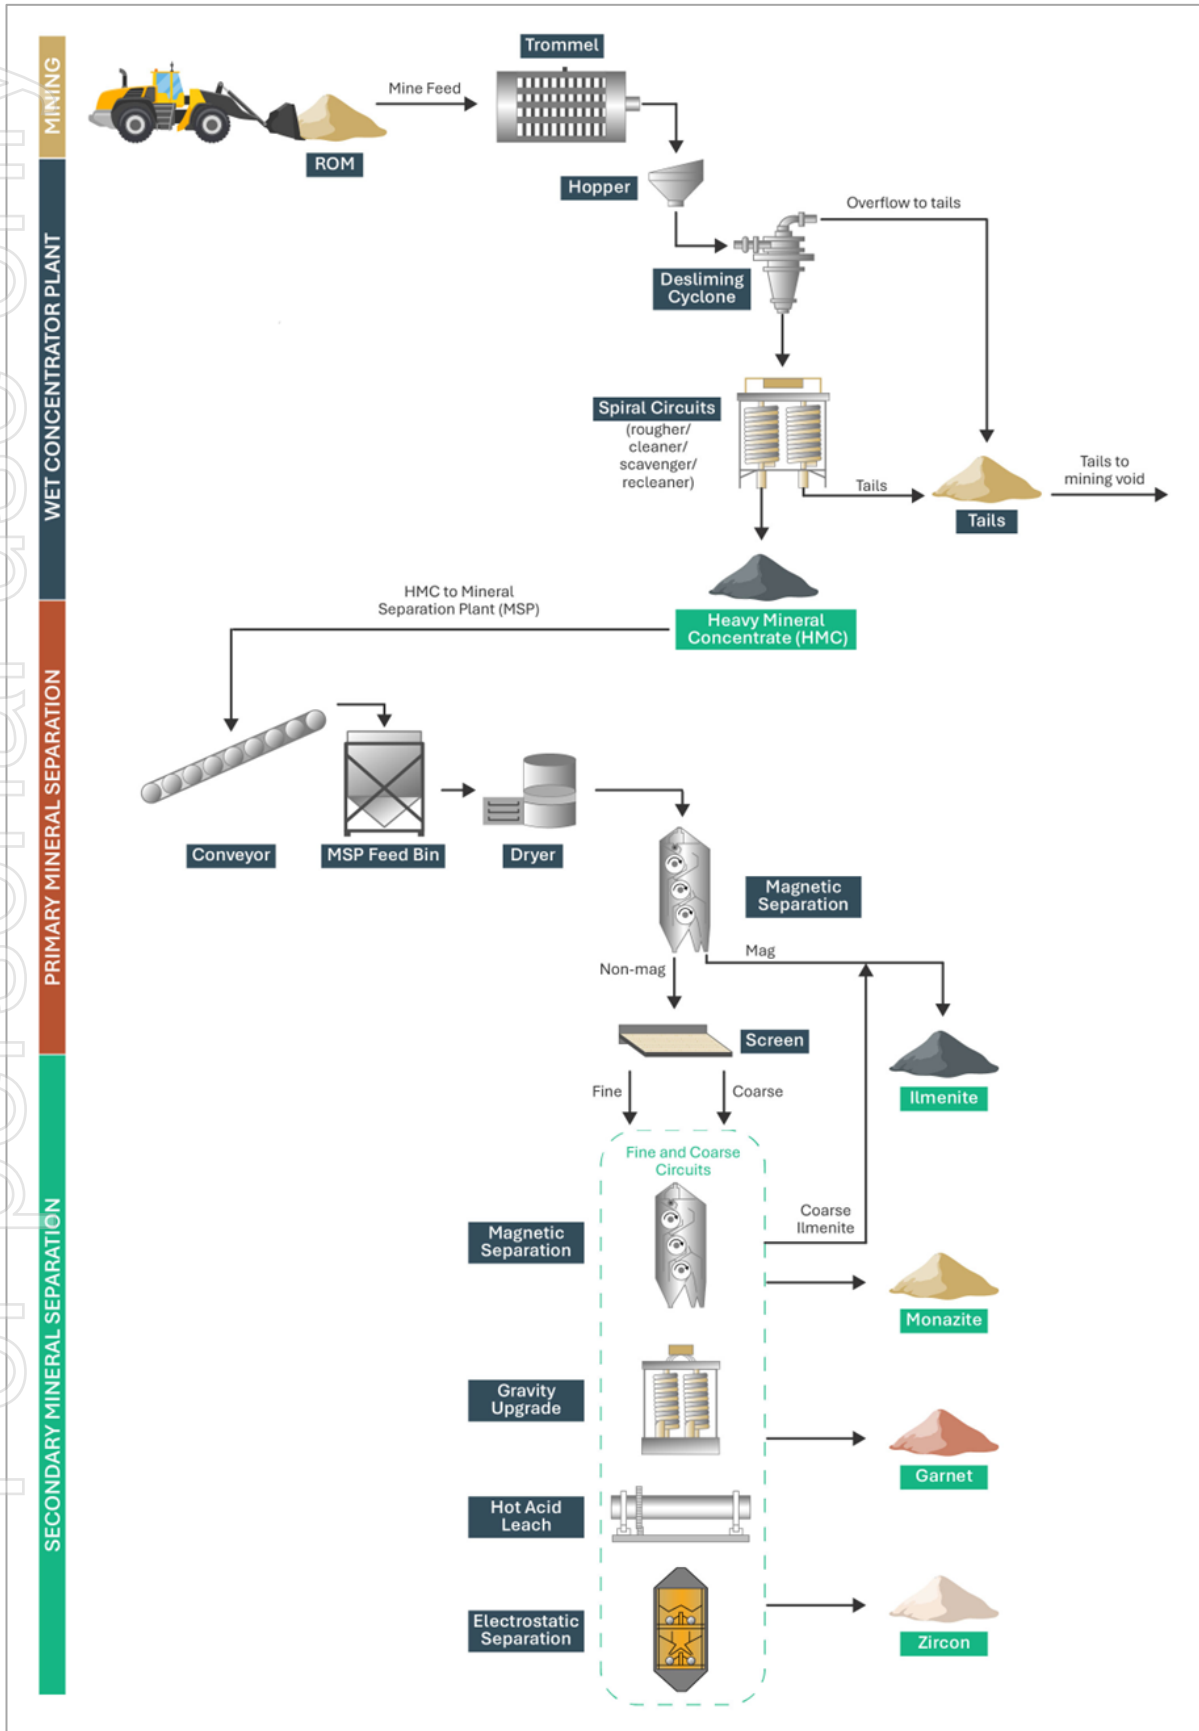 MINING
Trommel
Mine Feed
ROM
WET CONCENTRATOR PLANT
Hopper
Overflow to tails
Desliming
Cyclone
Spiral Circuits
(rougher/
cleaner/
scavenger/
recleaner)
Tails
Tails to
mining void
Tails
HMC to Mineral
Separation Plant (MSP)
Heavy Mineral
Concentrate (HMC)
PRIMARY MINERAL SEPARATION
Conveyor
MSP Feed Bin
Dryer
Magnetic
Separation
Mag
Non-mag
Screen
Fine
Coarse
Ilmenite
SECONDARY MINERAL SEPARATION
Fine and Coarse
Circuits
Magnetic
Separation
Coarse
Ilmenite
Monazite
Gravity
Upgrade
Garnet
Hot Acid
Leach
Electrostatic
Separation
Zircon